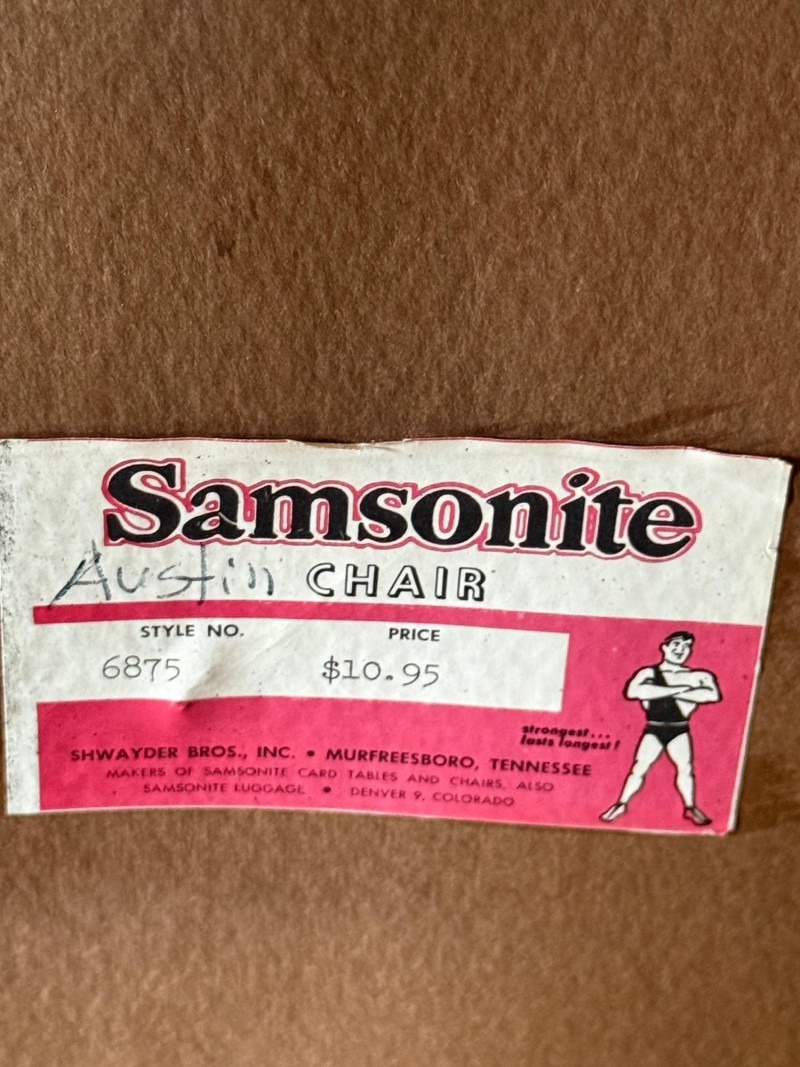 Samsonite
Austin CHAIR
STYLE NO. PRICE
6875 $10.95
strongest...
lasts longest!
SHWAYDER BROS., INC. • MURFREESBORO, TENNESSEE
MAKERS OF SAMSONITE CARD TABLES AND CHAIRS, ALSO
SAMSONITE LUGGAGE • DENVER 9, COLORADO